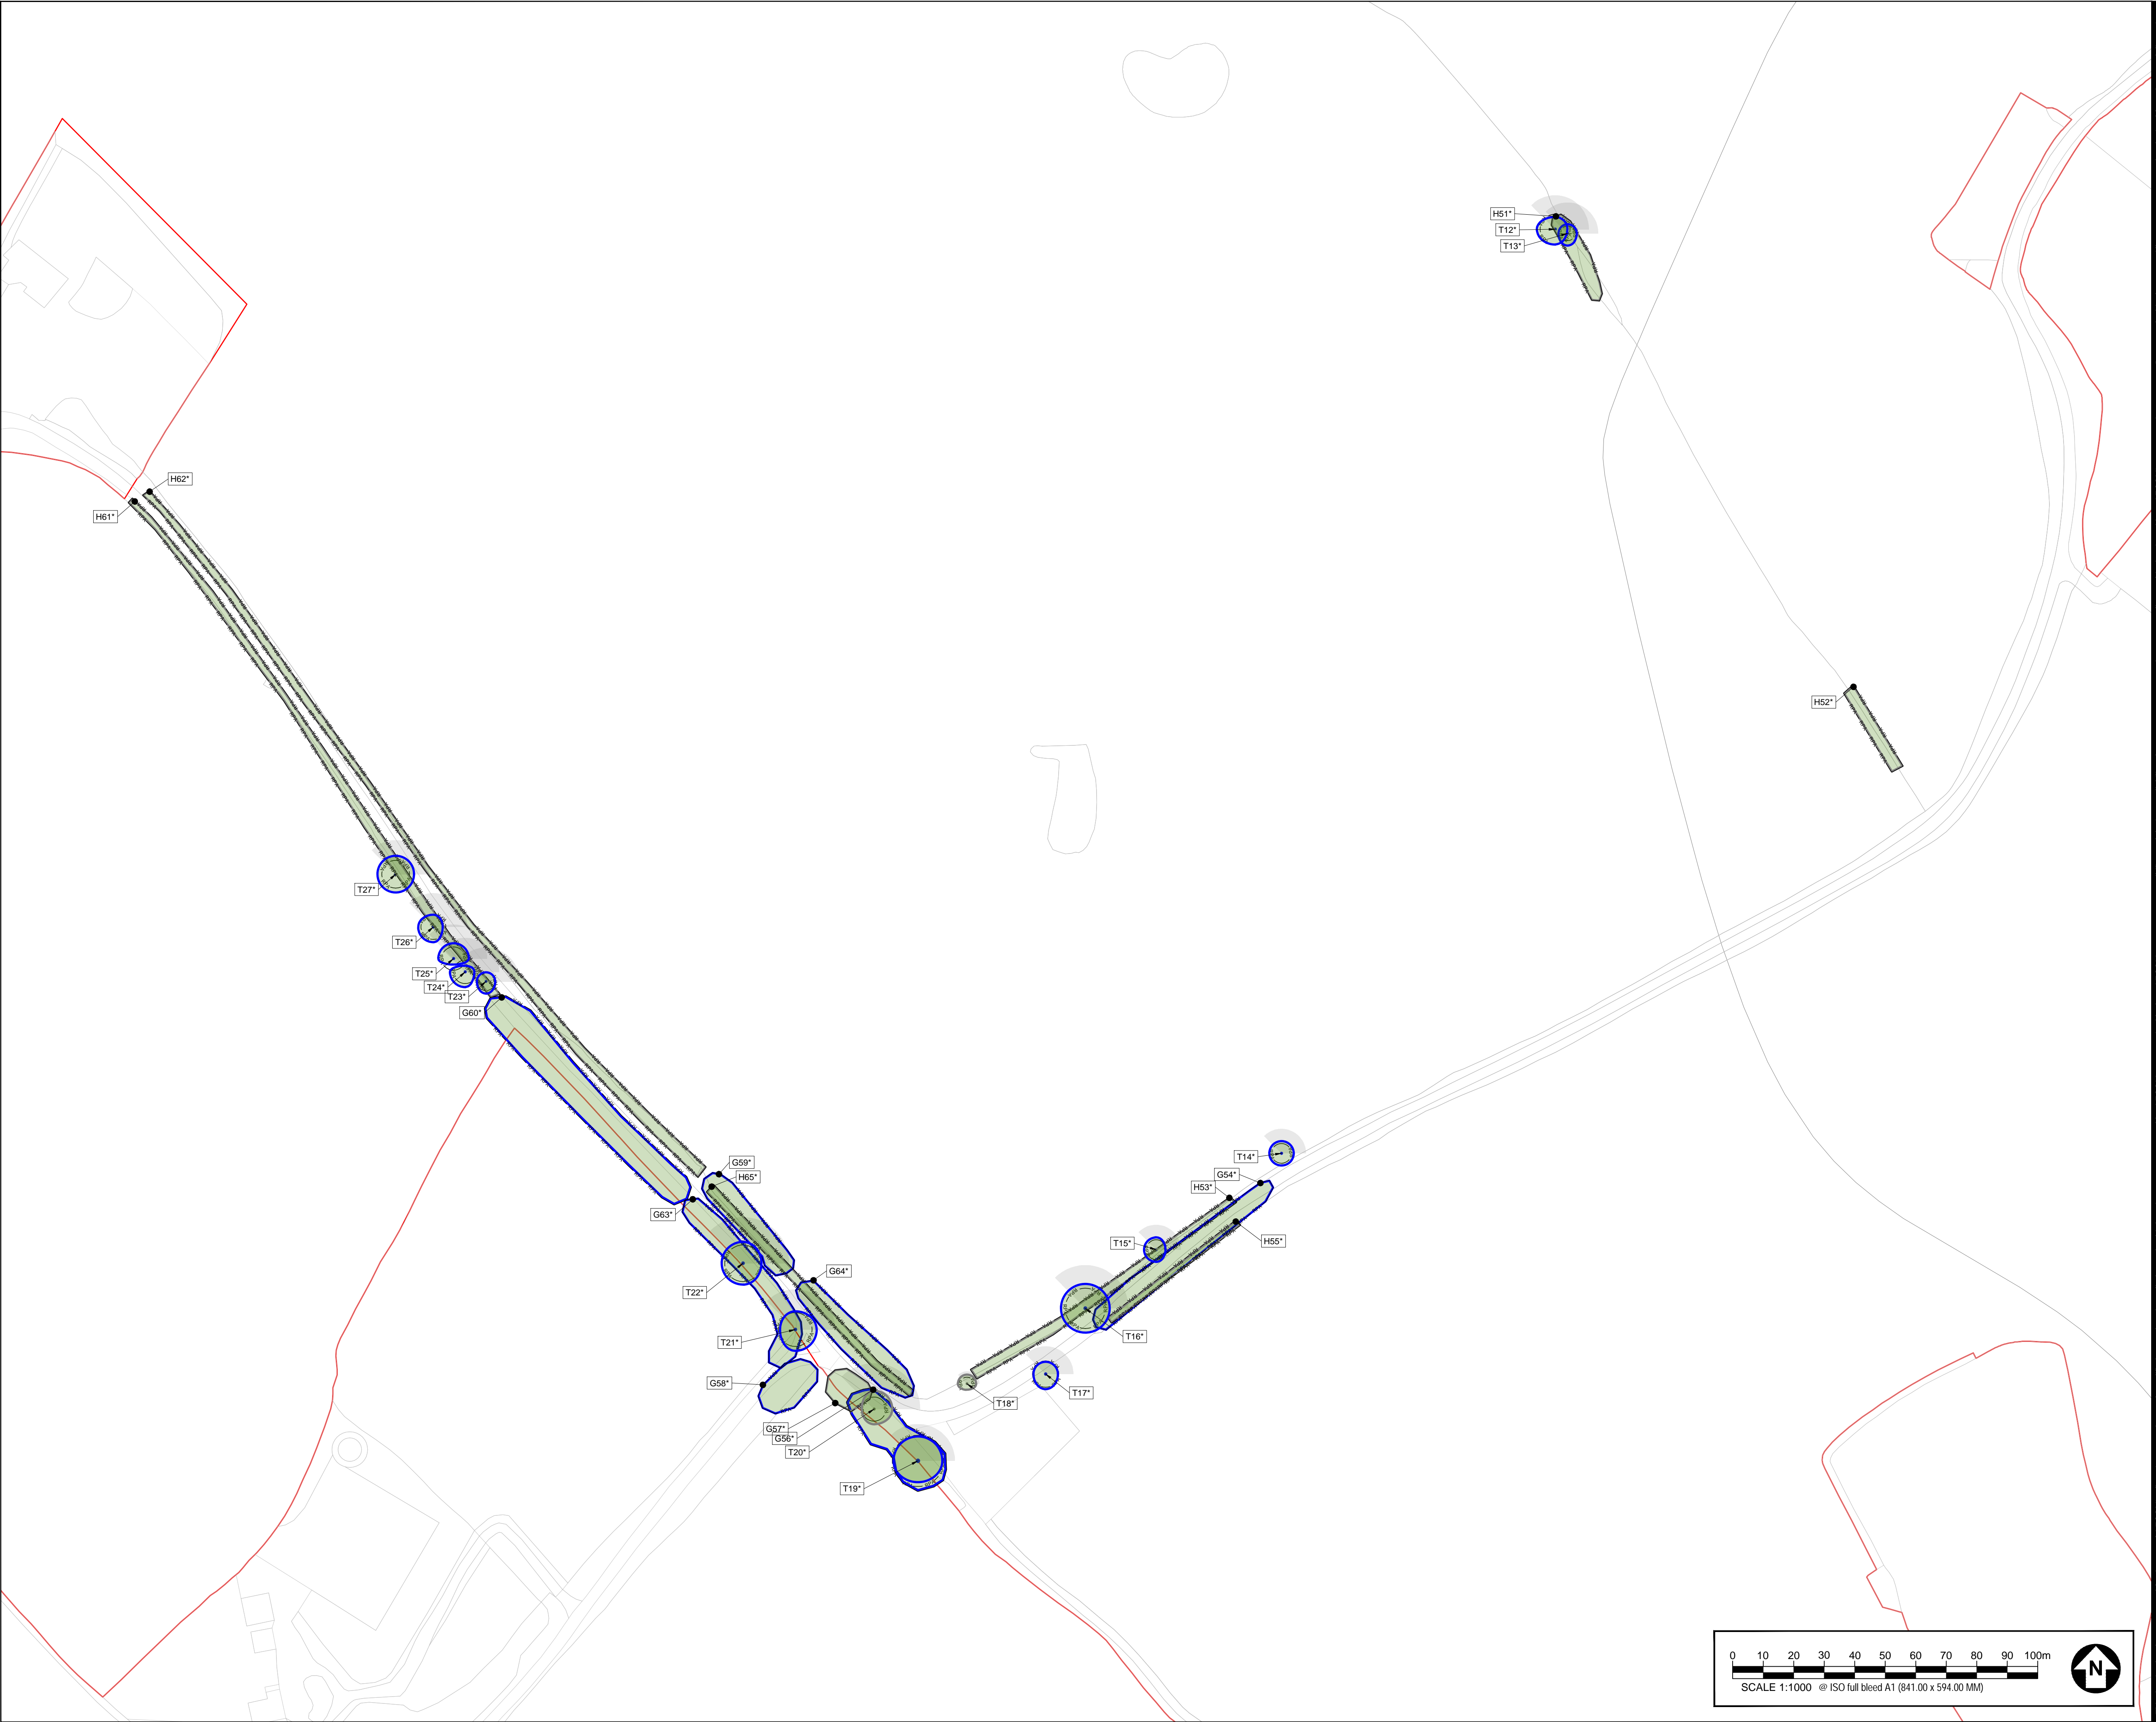 H51*
T12*
T13*
H62*
H61*
H52*
T27*
T26*
T25*
T24*
T23*
G60*
G59*
H65*
G63*
T14*
G54*
H53*
H55*
T15*
T22*
G64*
T21*
T16*
G58*
T17*
T18*
G57*
G56*
T20*
T19*
0 10 20 30 40 50 60 70 80 90 100m
SCALE 1:1000 @ ISO full bleed A1 (841.00 x 594.00 MM)
N